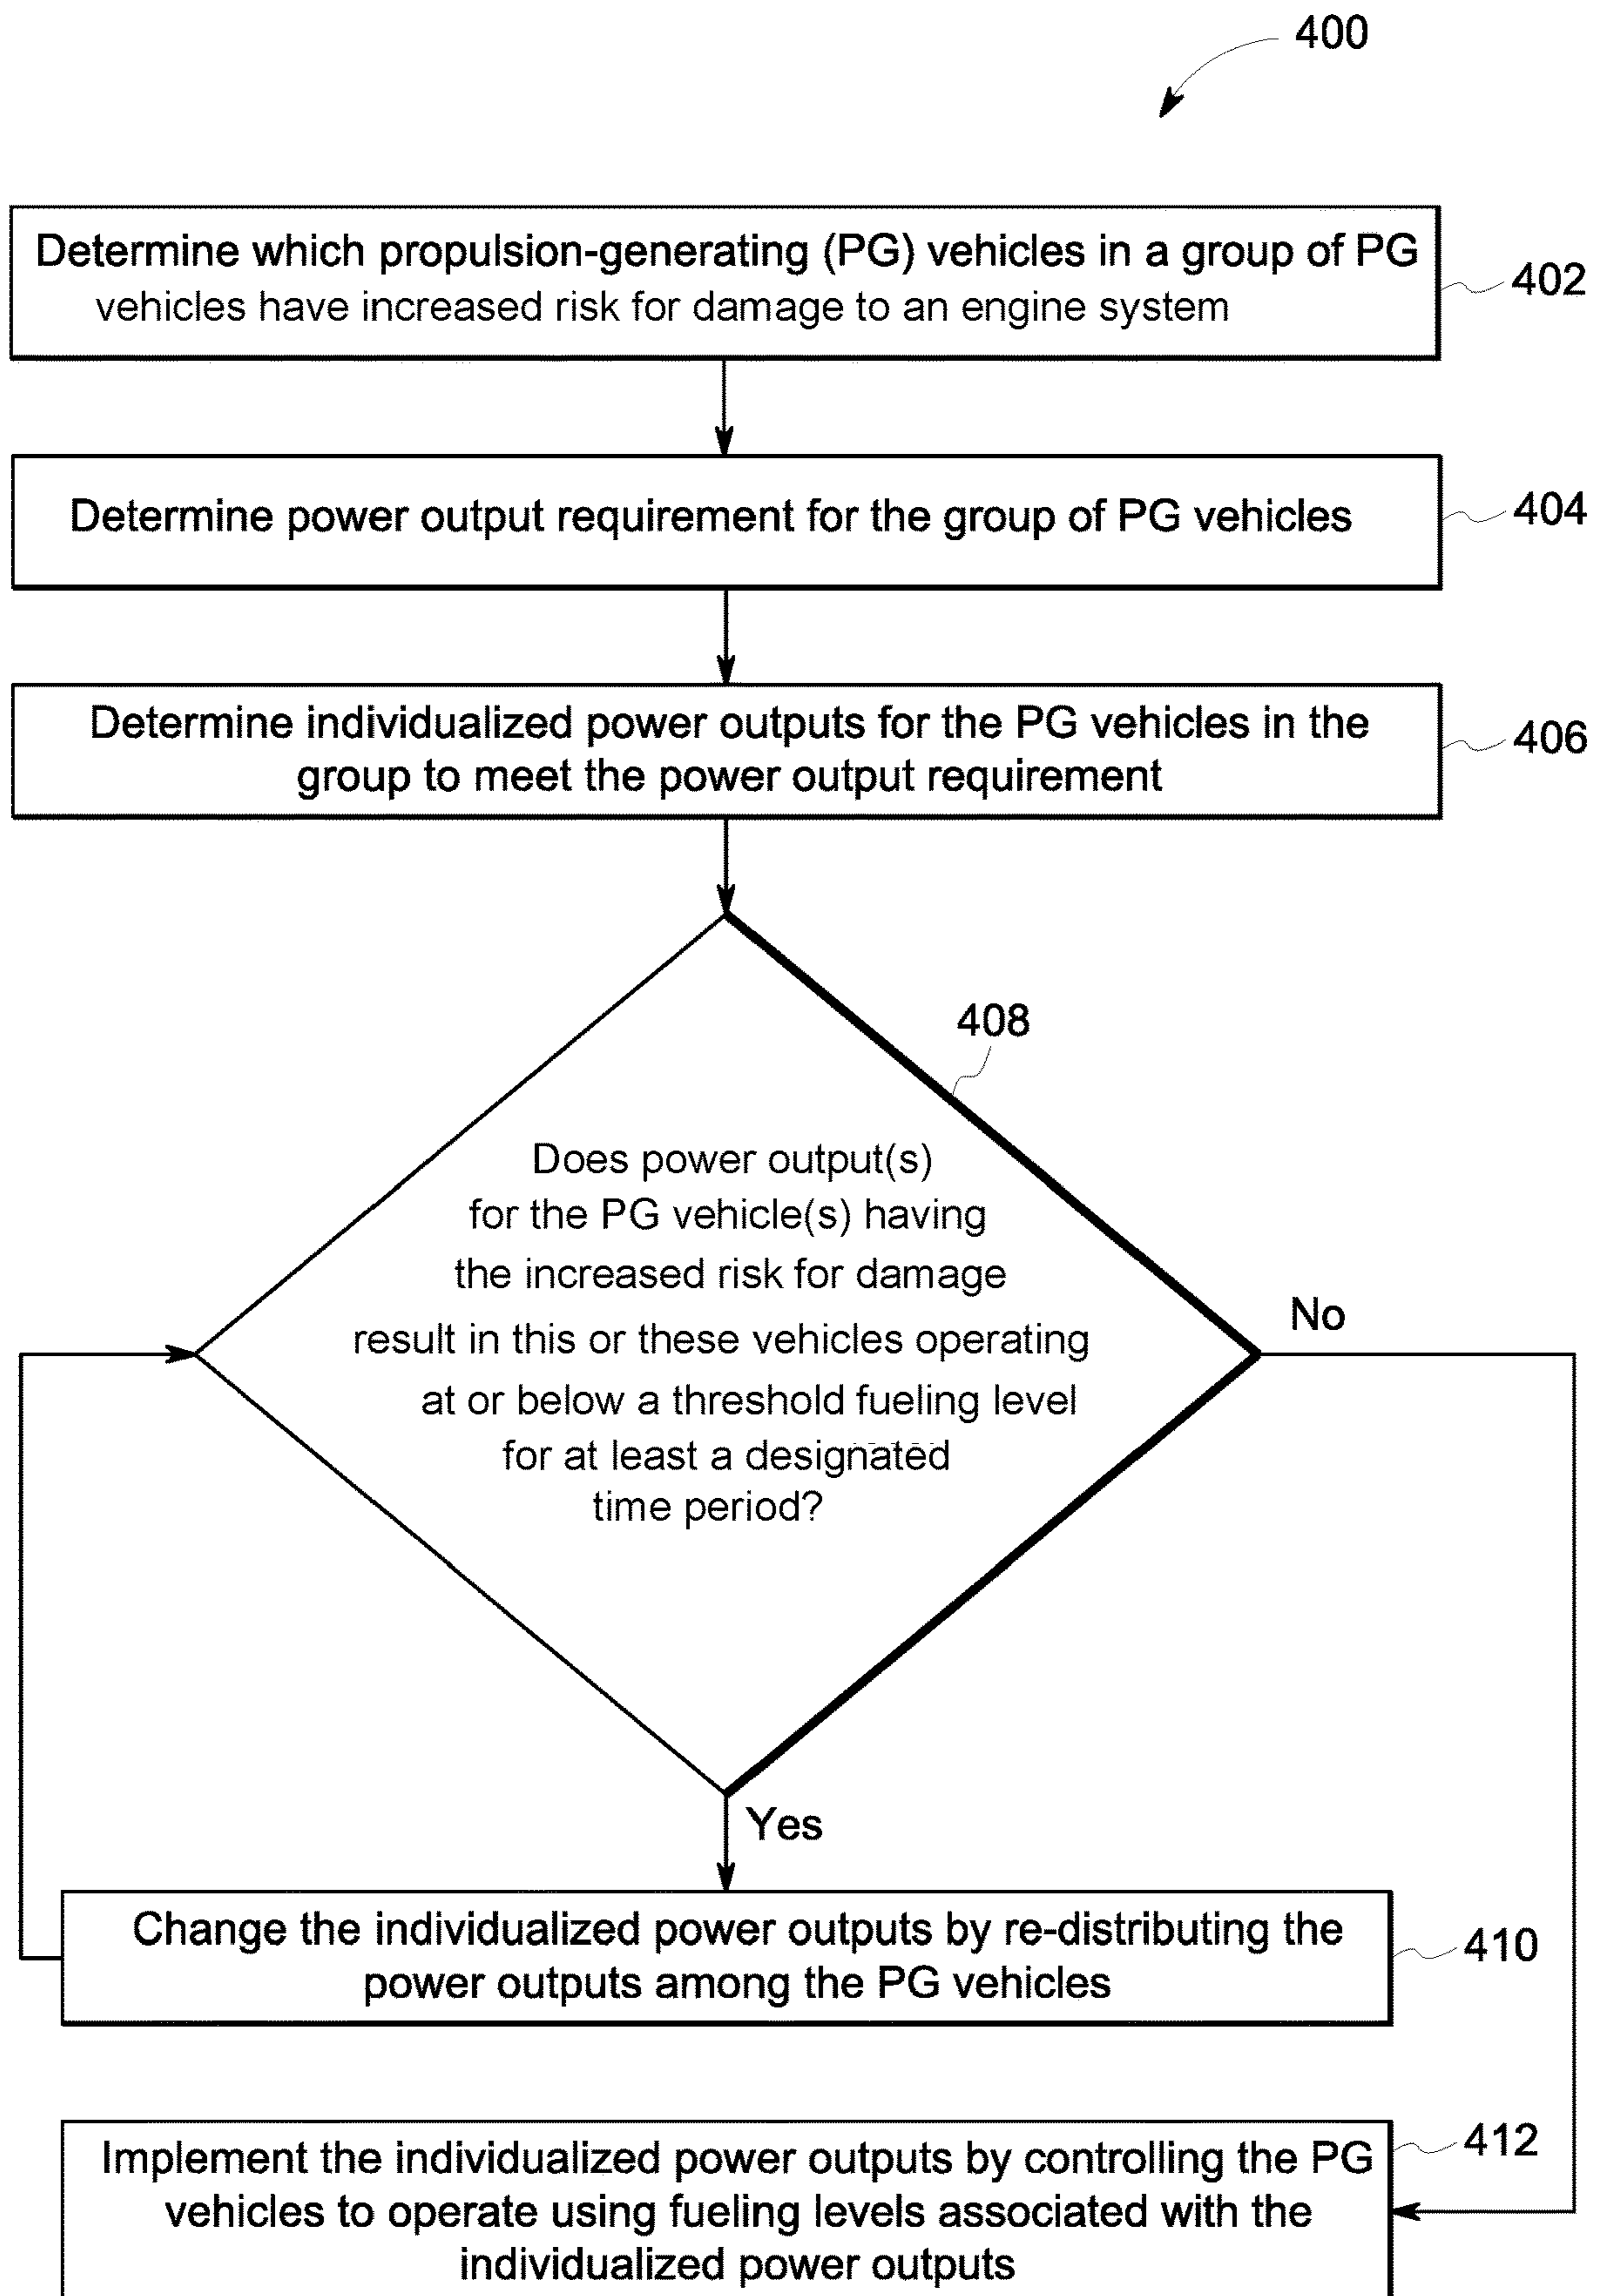 400
Determine which propulsion-generating (PG) vehicles in a group of PG
vehicles have increased risk for damage to an engine system
402
Determine power output requirement for the group of PG vehicles
404
Determine individualized power outputs for the PG vehicles in the
group to meet the power output requirement
406
408
Does power output(s)
for the PG vehicle(s) having
the increased risk for damage
result in this or these vehicles operating
at or below a threshold fueling level
for at least a designated
time period?
No
Yes
Change the individualized power outputs by re-distributing the
power outputs among the PG vehicles
410
Implement the individualized power outputs by controlling the PG
vehicles to operate using fueling levels associated with the
individualized power outputs
412